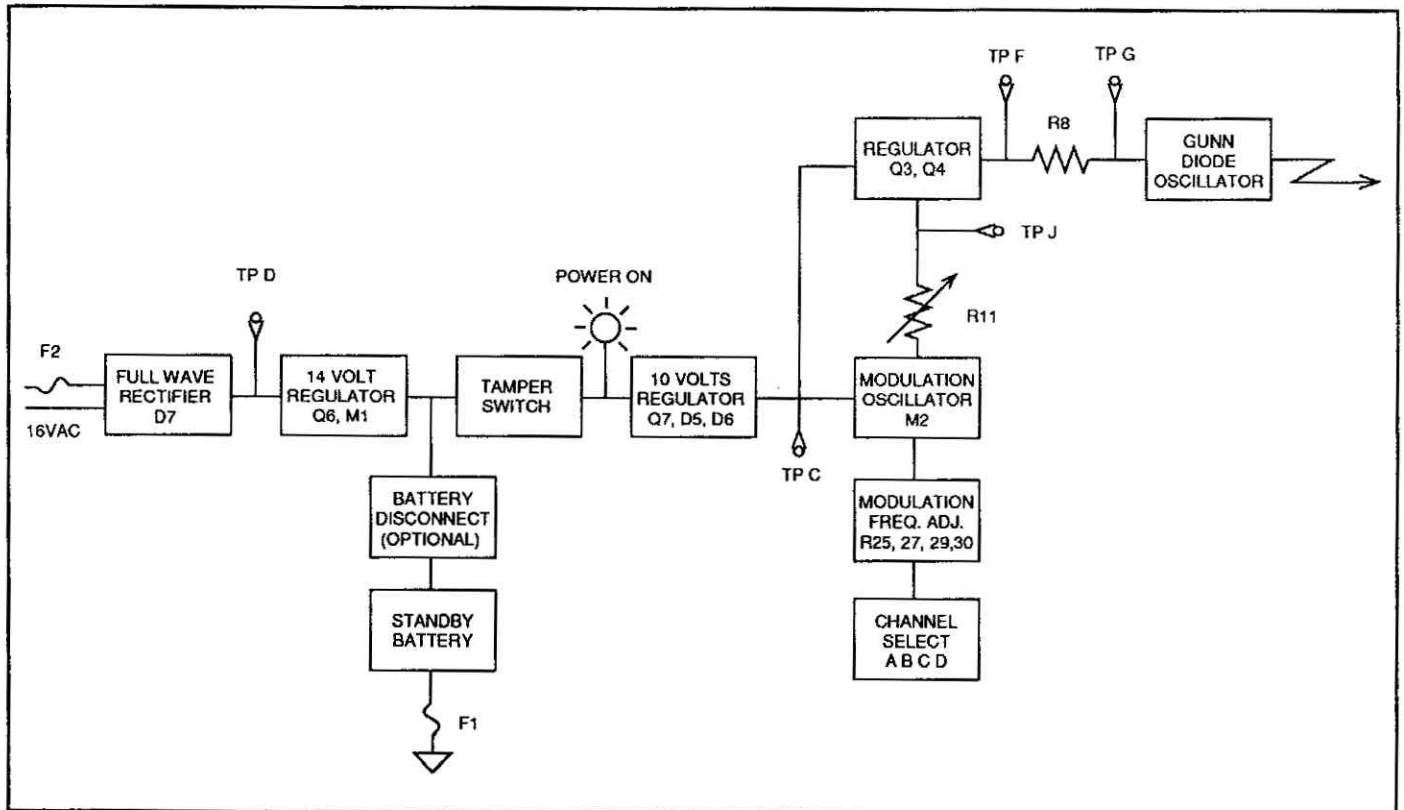 TP F
TP G
R8
REGULATOR
Q3, Q4
GUNN
DIODE
OSCILLATOR
TP J
TP D
POWER ON
R11
F2
FULL WAVE
RECTIFIER
D7
14 VOLT
REGULATOR
Q6, M1
TAMPER
SWITCH
10 VOLTS
REGULATOR
Q7, D5, D6
MODULATION
OSCILLATOR
M2
16VAC
TP C
BATTERY
DISCONNECT
(OPTIONAL)
MODULATION
FREQ. ADJ.
R25, 27, 29,30
STANDBY
BATTERY
CHANNEL
SELECT
A B C D
F1